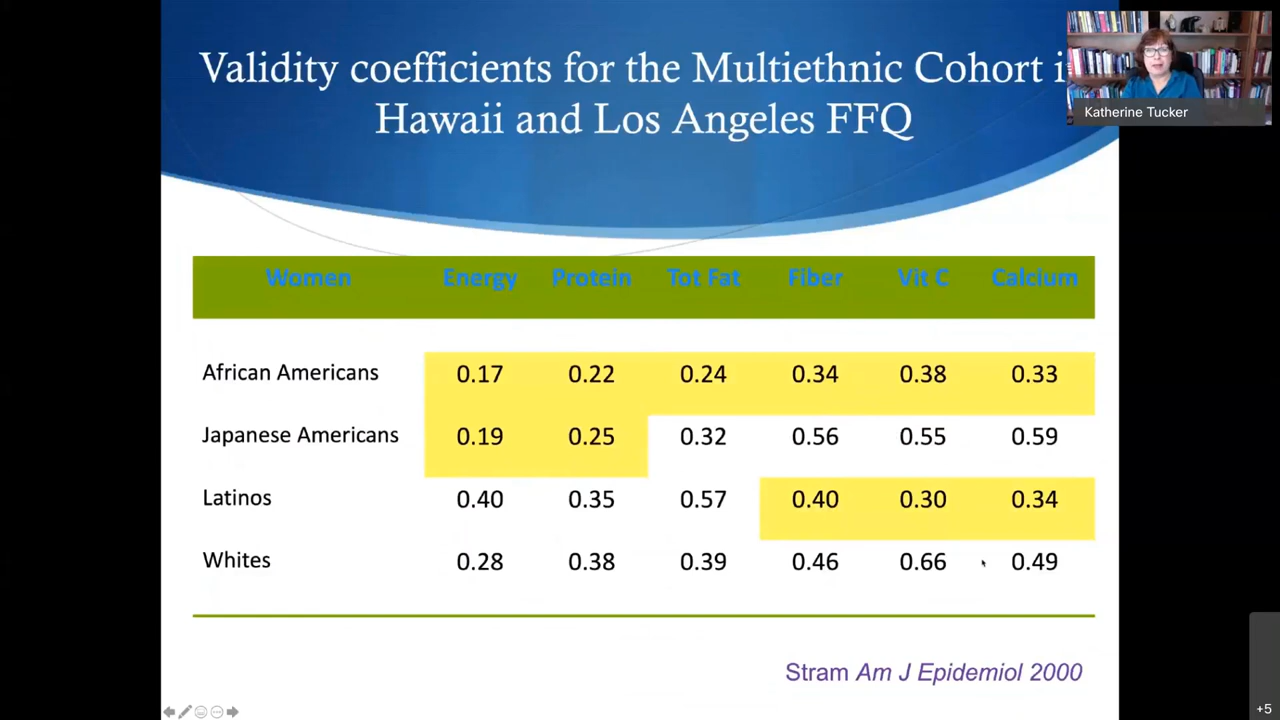 Validity coefficients for the Multiethnic Cohort i
Hawaii and Los Angeles FFQ
Katherine Tucker
Women Energy Protein Tot Fat Fiber Vit C Calcium
African Americans 0.17 0.22 0.24 0.34 0.38 0.33
Japanese Americans 0.19 0.25 0.32 0.56 0.55 0.59
Latinos 0.40 0.35 0.57 0.40 0.30 0.34
Whites 0.28 0.38 0.39 0.46 0.66 0.49
Stram Am J Epidemiol 2000
+5